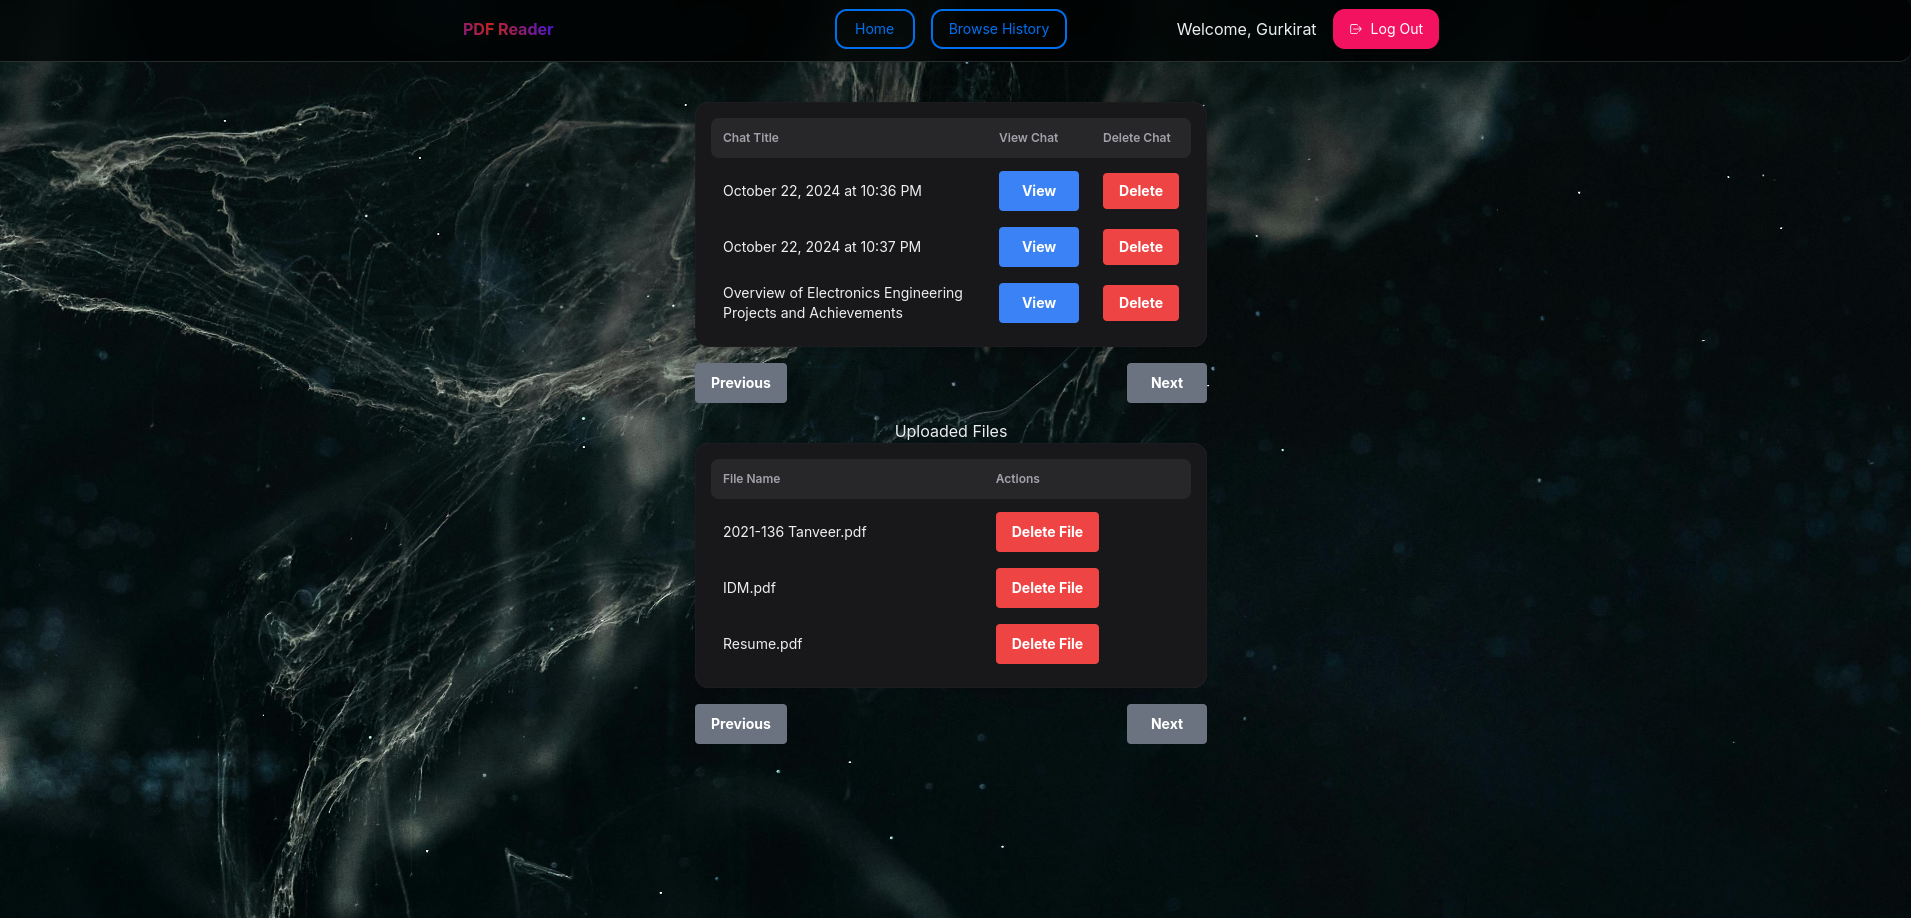 PDF Reader
Home
Browse History
Welcome, Gurkirat
Log Out
Chat Title View Chat Delete Chat
October 22, 2024 at 10:36 PM View Delete
October 22, 2024 at 10:37 PM View Delete
Overview of Electronics Engineering
Projects and Achievements
View Delete
Previous Next
Uploaded Files
File Name Actions
2021-136 Tanveer.pdf Delete File
IDM.pdf Delete File
Resume.pdf Delete File
Previous Next